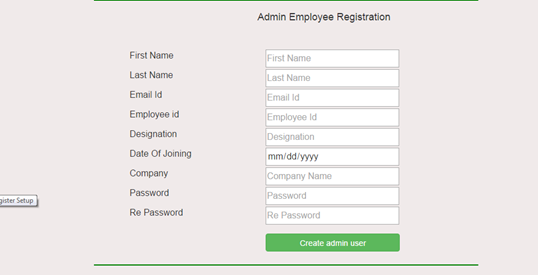 Admin Employee Registration
First Name First Name
Last Name Last Name
Email Id Email Id
Employee id Employee Id
Designation Designation
Date Of Joining mm/dd/yyyy
Company Company Name
Password Password
gister Setup
Re Password Re Password
Create admin user